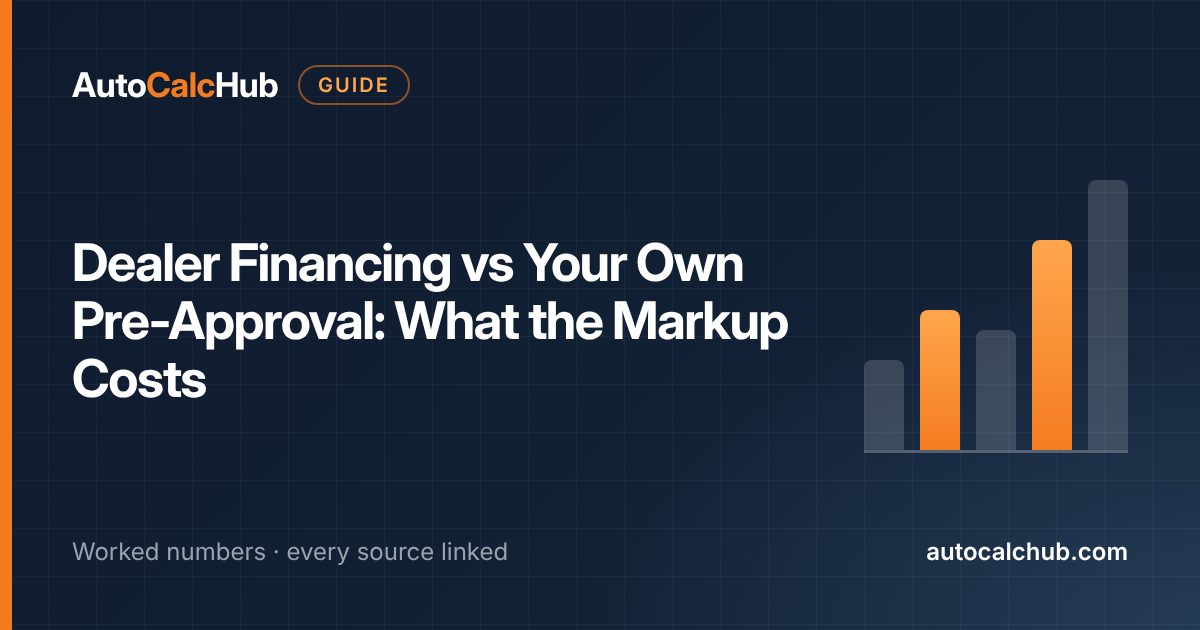 AutoCalcHub GUIDE
Dealer Financing vs Your Own
Pre-Approval: What the Markup
Costs
Worked numbers · every source linked
autocalchub.com